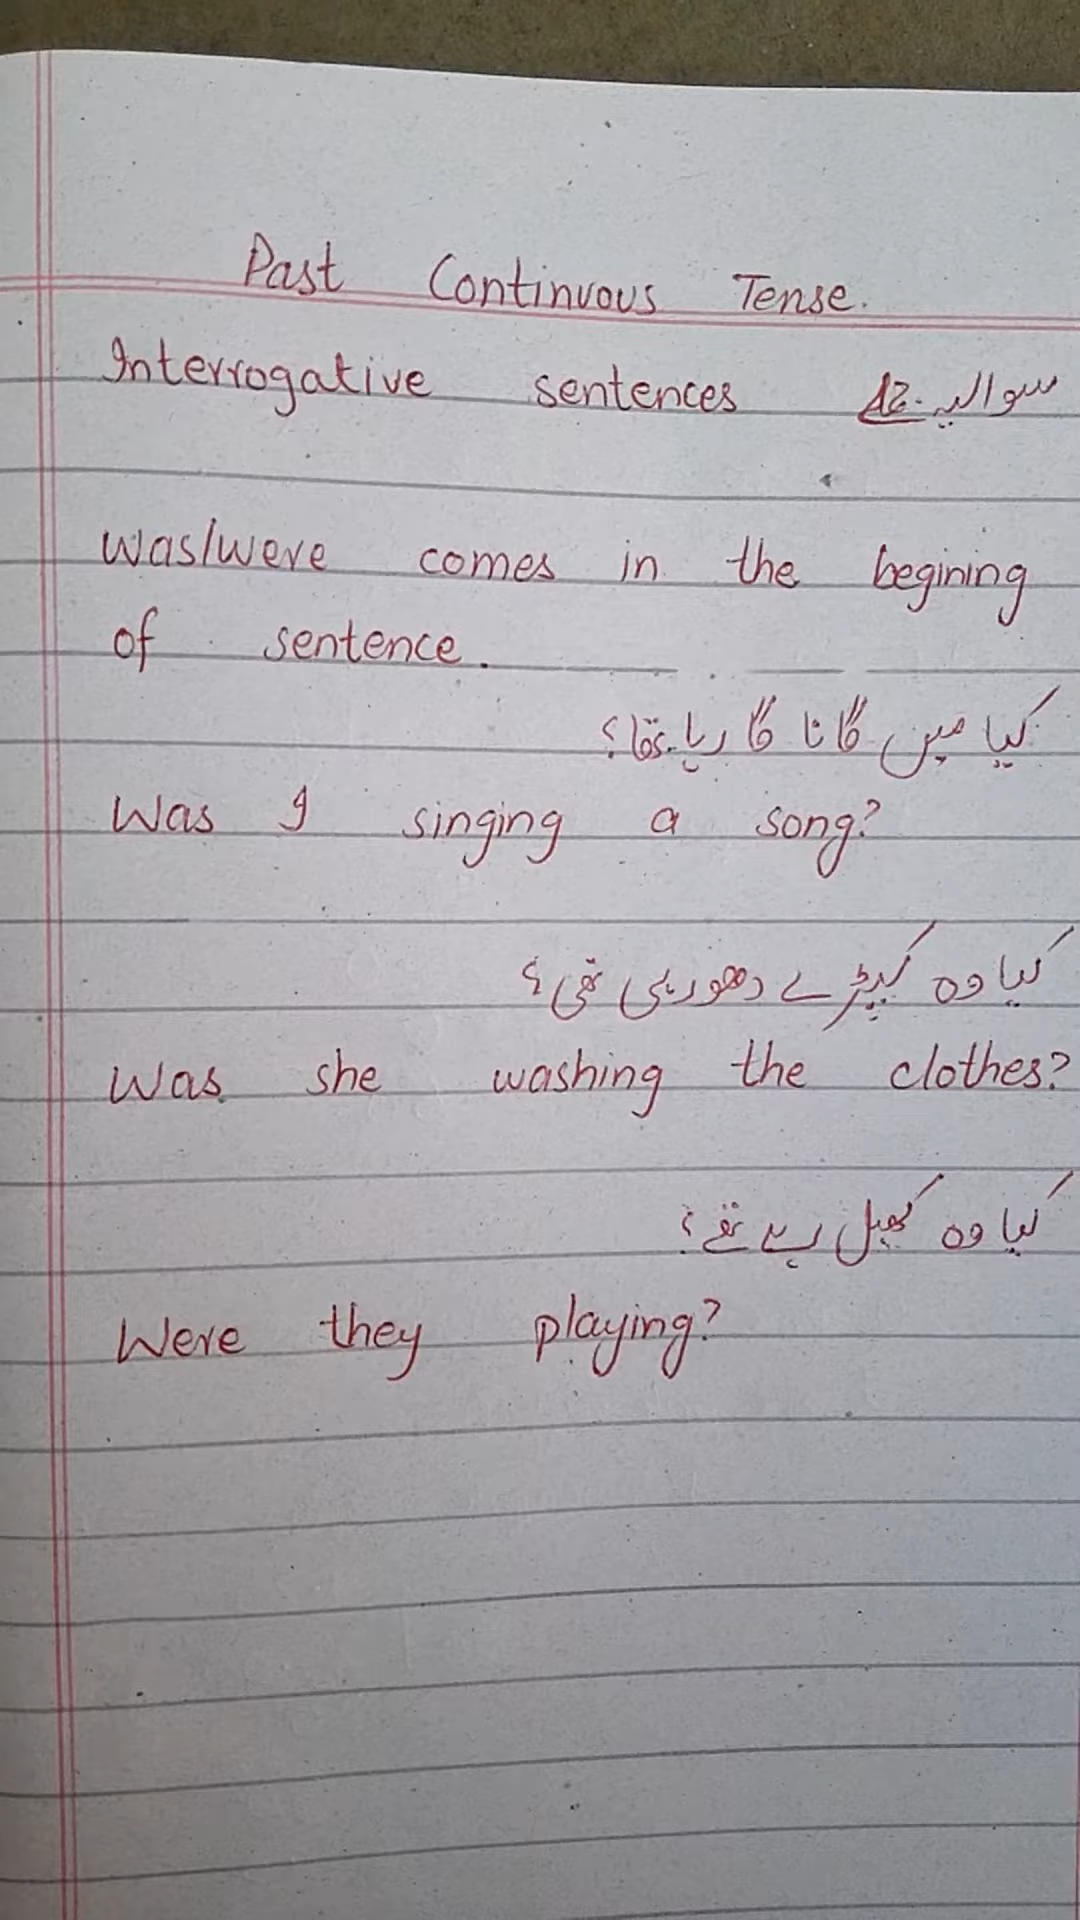 Past Continuous Tense.
Interrogative sentences سوالیہ جملے
Was/were comes in the begining
of sentence.
کیا میں گانا گا رہا تھا؟
Was I singing a song?
کیا وہ کپڑے دھو رہی تھی؟
Was she washing the clothes?
کیا وہ کھیل رہے تھے؟
Were they playing?